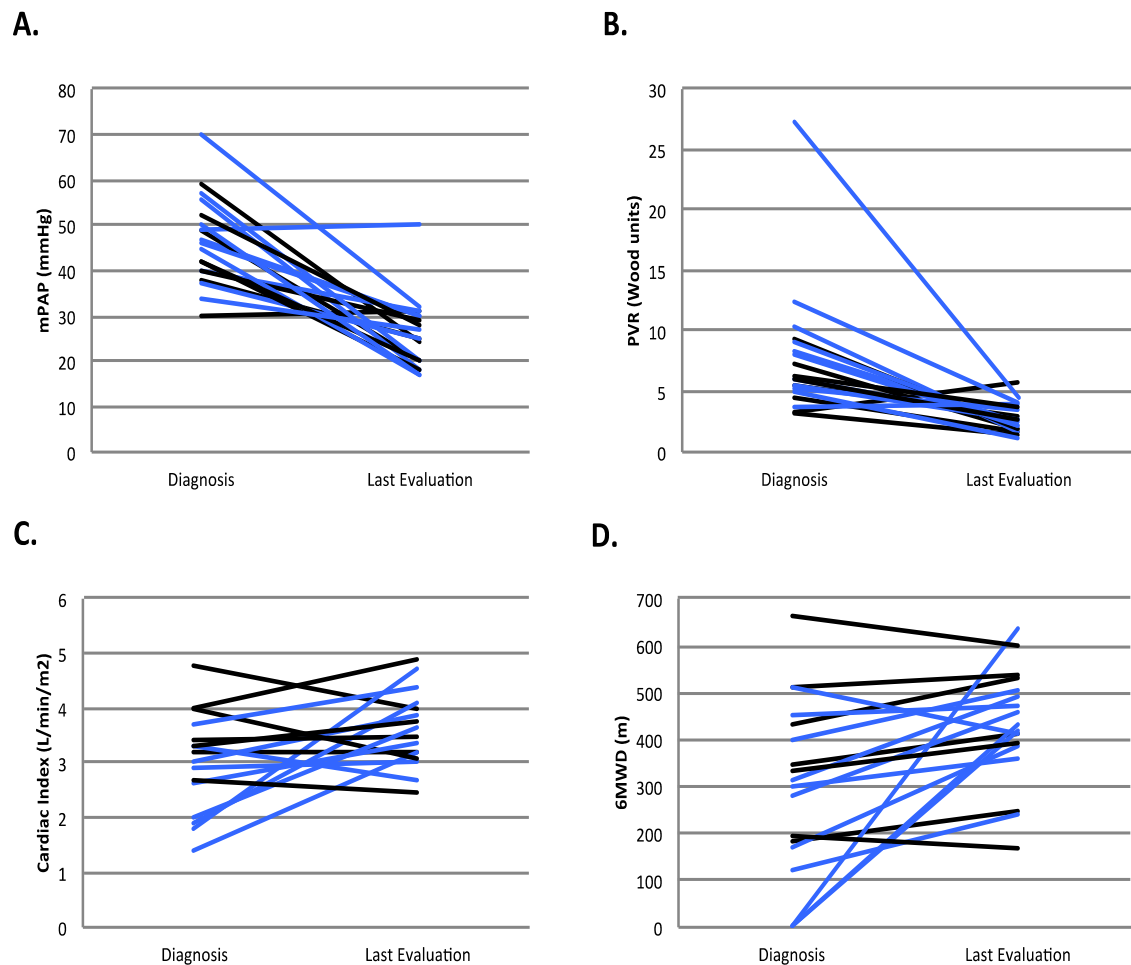 A.
80
70
60
50
40
30
20
10
0
mPAP (mmHg)
Diagnosis
Last Evaluation
B.
30
25
20
15
10
5
0
PVR (Wood units)
Diagnosis
Last Evaluation
C.
6
5
4
3
2
1
0
Cardiac Index (L/min/m2)
Diagnosis
Last Evaluation
D.
700
600
500
400
300
200
100
0
6MWD (m)
Diagnosis
Last Evaluation